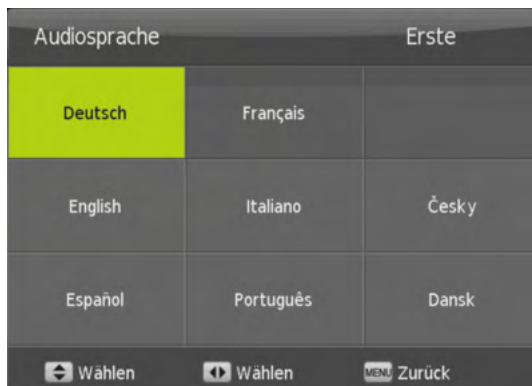 Audiosprache Erste
Deutsch Français
English Italiano Česky
Español Português Dansk
Wählen Wählen MENU Zurück